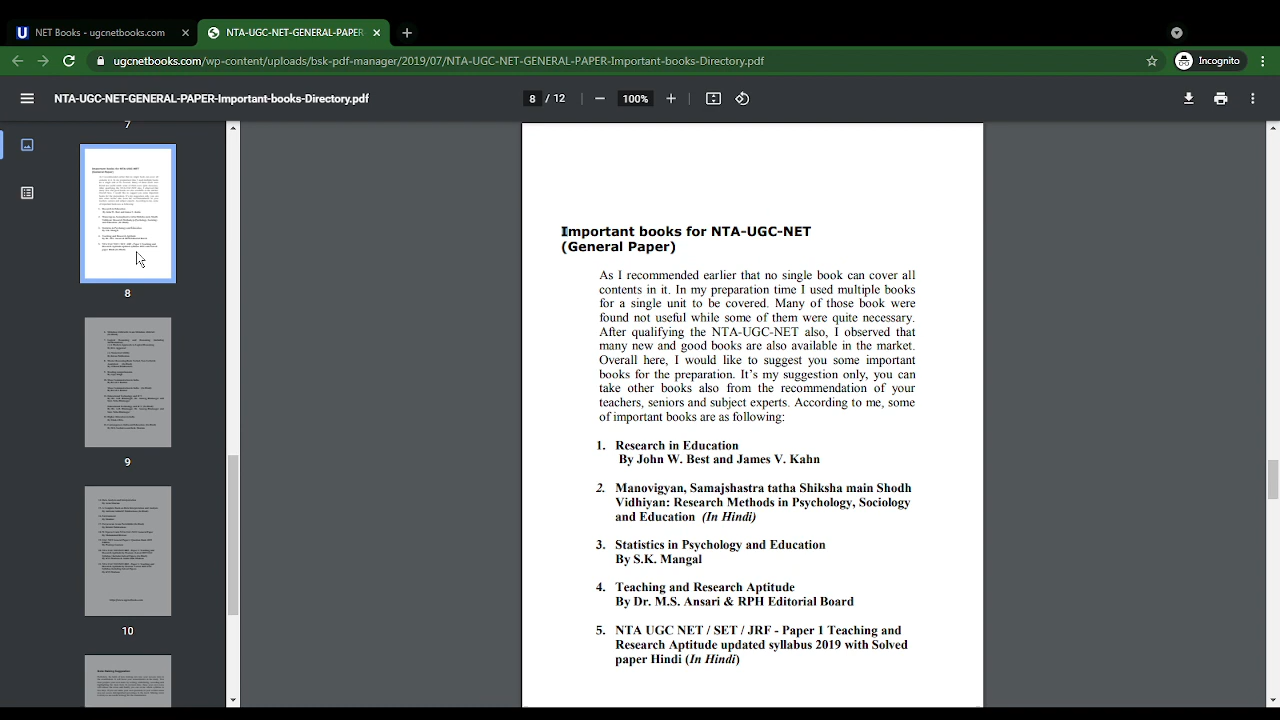 NET Books - ugcnetbooks.com
NTA-UGC-NET-GENERAL-PAPER
ugcnetbooks.com/wp-content/uploads/bsk-pdf-manager/2019/07/NTA-UGC-NET-GENERAL-PAPER-Important-books-Directory.pdf
Incognito
NTA-UGC-NET-GENERAL-PAPER-Important-books-Directory.pdf
8 / 12
100%
7
8
9
10
Important books for NTA-UGC-NET
(General Paper)
As I recommended earlier that no single book can cover all
contents in it. In my preparation time I used multiple books
for a single unit to be covered. Many of those book were
found not useful while some of them were quite necessary.
After qualifying the NTA-UGC-NET also, I observed that
many new and good books are also available in the market.
Overall here, I would like to suggest you some important
books for the preparation. It's my suggestion only, you can
take other books also from the recommendation of your
teachers, seniors and subject experts. According to me, some
of important books are as following:
1. Research in Education
By John W. Best and James V. Kahn
2. Manovigyan, Samajshastra tatha Shiksha main Shodh
Vidhiyan: Research Methods in Psychology, Sociology
and Education (In Hindi)
3. Statistics in Psychology and Education
By S.K. Mangal
4. Teaching and Research Aptitude
By Dr. M.S. Ansari & RPH Editorial Board
5. NTA UGC NET / SET / JRF - Paper 1 Teaching and
Research Aptitude updated syllabus 2019 with Solved
paper Hindi (In Hindi)